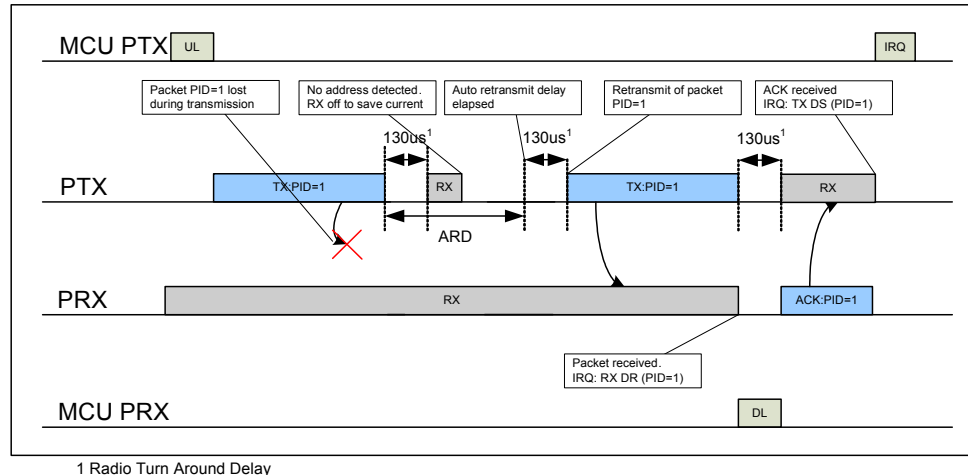 MCU PTX
UL
IRQ
Packet PID=1 lost
during transmission
No address detected.
RX off to save current
Auto retransmit delay
elapsed
Retransmit of packet
PID=1
ACK received
IRQ: TX DS (PID=1)
130us1
130us1
130us1
PTX
TX:PID=1
RX
TX:PID=1
RX
ARD
PRX
RX
ACK:PID=1
Packet received.
IRQ: RX DR (PID=1)
MCU PRX
DL
1 Radio Turn Around Delay